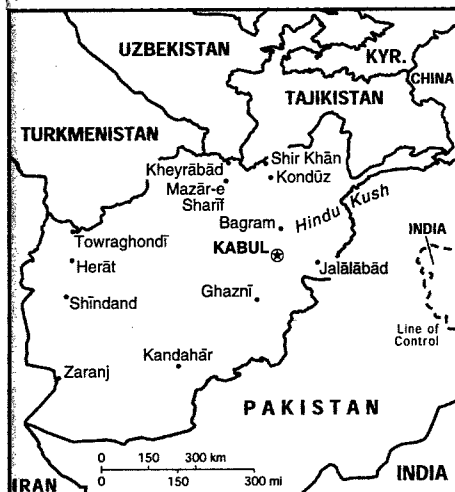 UZBEKISTAN
KYR.
CHINA
TAJIKISTAN
TURKMENISTAN
Kheyrābād
Shir Khān
Mazār-e
Sharīf
Kondūz
Hindu Kush
Bagram
INDIA
Towraghondī
KABUL
Herāt
Jalālābād
Shīndand
Ghaznī
Line of
Control
Zaranj
Kandahār
PAKISTAN
0 150 300 km
0 150 300 mi
IRAN
INDIA